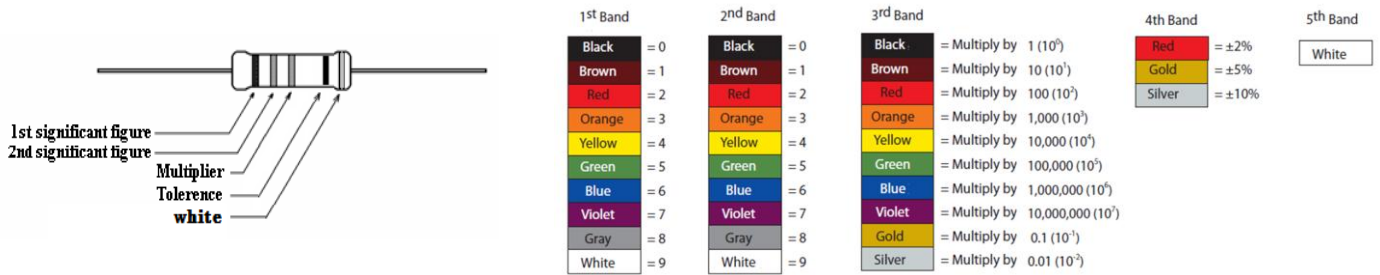 1st significant figure
2nd significant figure
Multiplier
Tolerence
white
1st Band
Black = 0
Brown = 1
Red = 2
Orange = 3
Yellow = 4
Green = 5
Blue = 6
Violet = 7
Gray = 8
White = 9
2nd Band
Black = 0
Brown = 1
Red = 2
Orange = 3
Yellow = 4
Green = 5
Blue = 6
Violet = 7
Gray = 8
White = 9
3rd Band
Black = Multiply by 1 (10⁰)
Brown = Multiply by 10 (10¹)
Red = Multiply by 100 (10²)
Orange = Multiply by 1,000 (10³)
Yellow = Multiply by 10,000 (10⁴)
Green = Multiply by 100,000 (10⁵)
Blue = Multiply by 1,000,000 (10⁶)
Violet = Multiply by 10,000,000 (10⁷)
Gold = Multiply by 0.1 (10⁻¹)
Silver = Multiply by 0.01 (10⁻²)
4th Band
Red = ±2%
Gold = ±5%
Silver = ±10%
5th Band
White